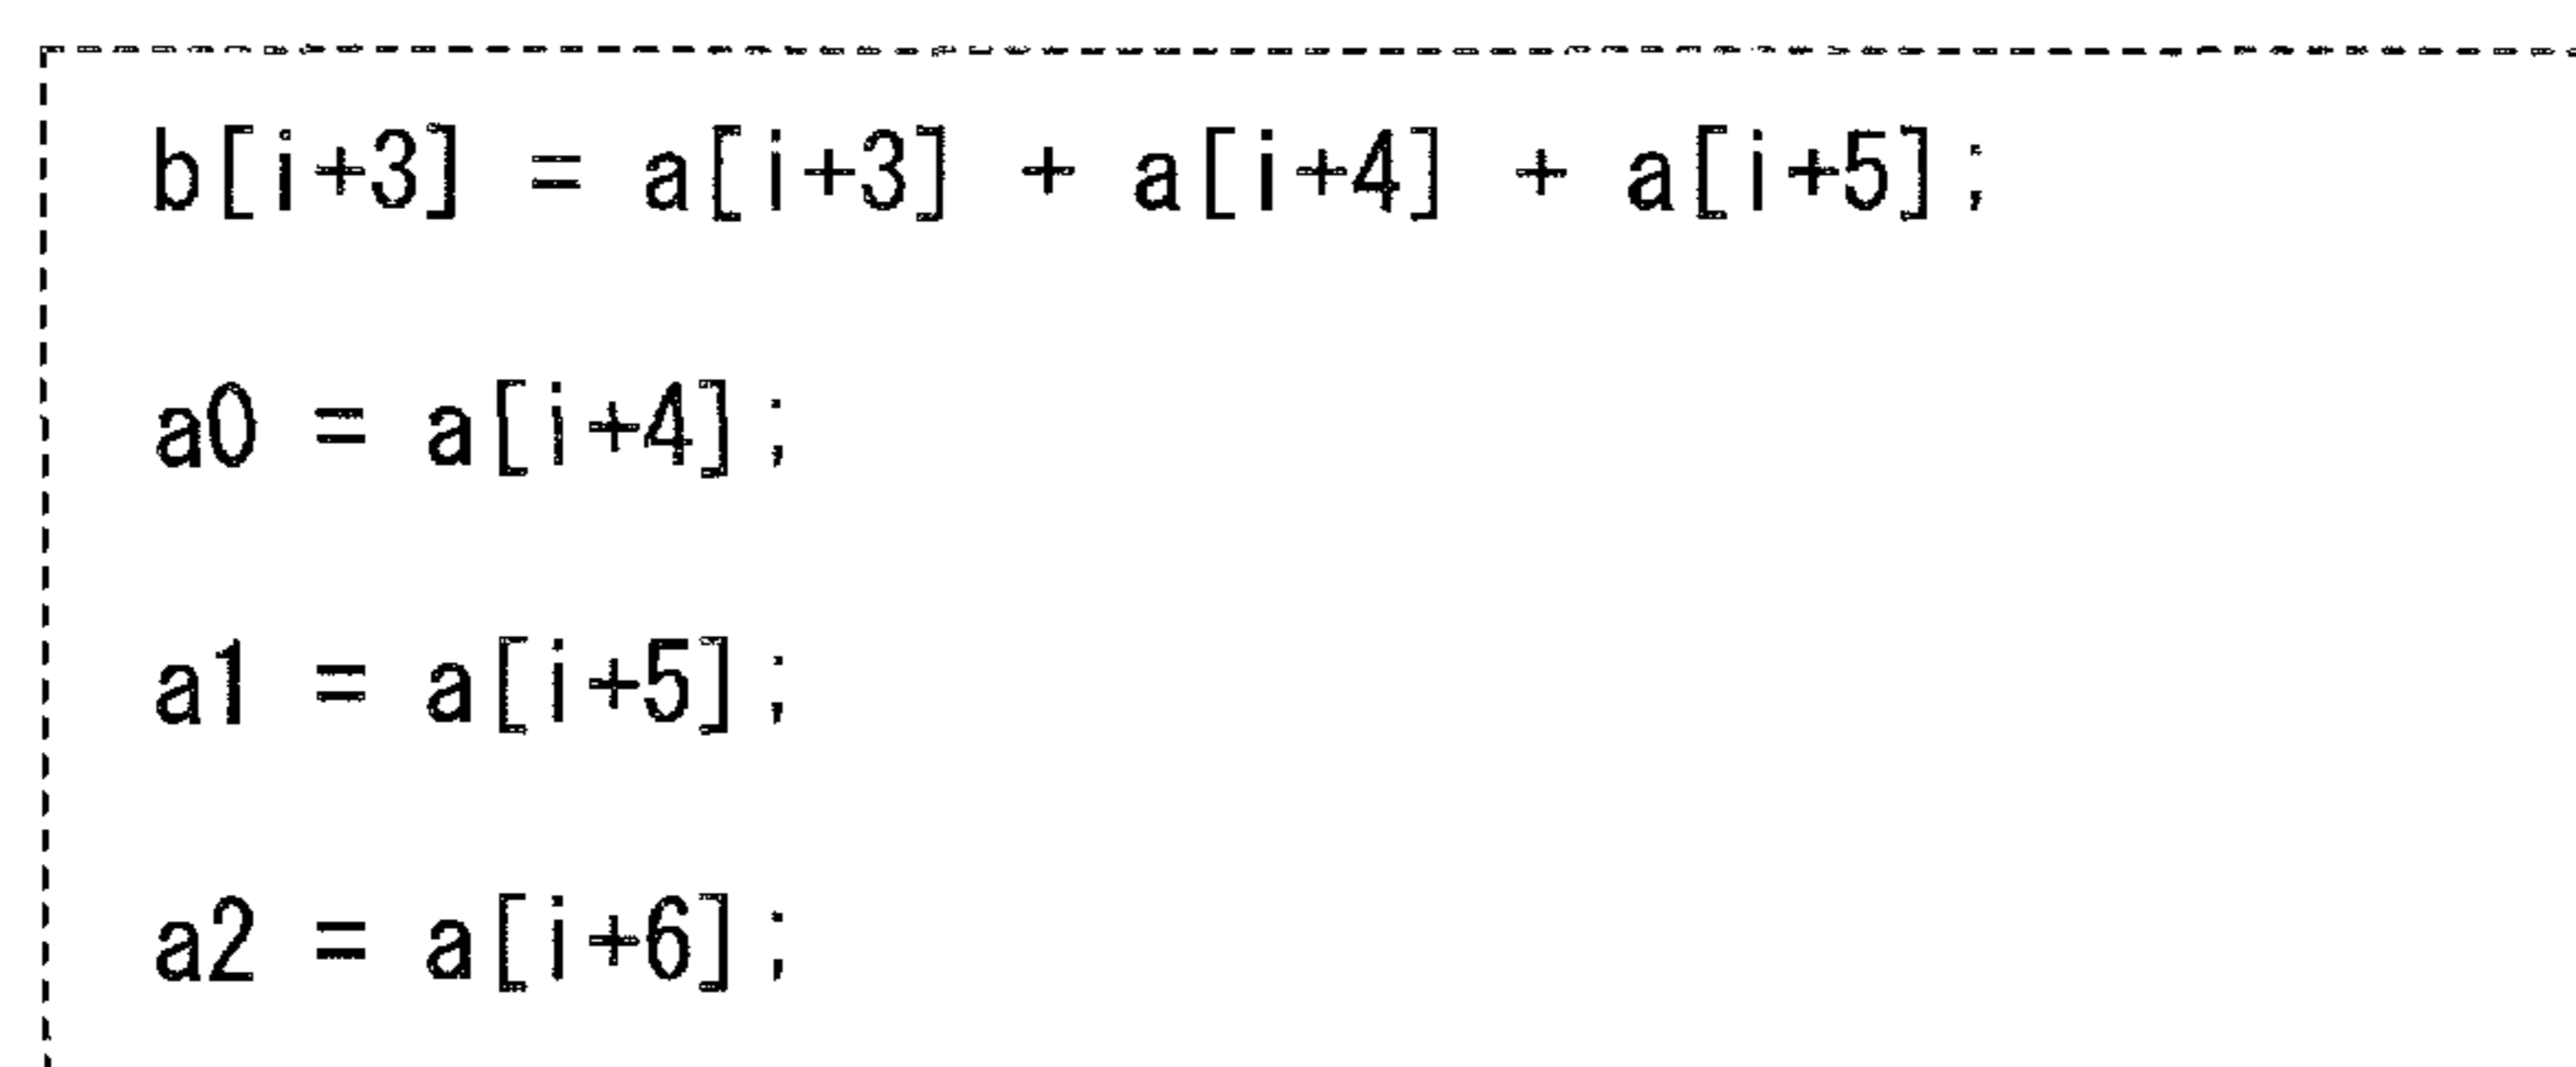 b[i+3] = a[i+3] + a[i+4] + a[i+5];
a0 = a[i+4];
a1 = a[i+5];
a2 = a[i+6];